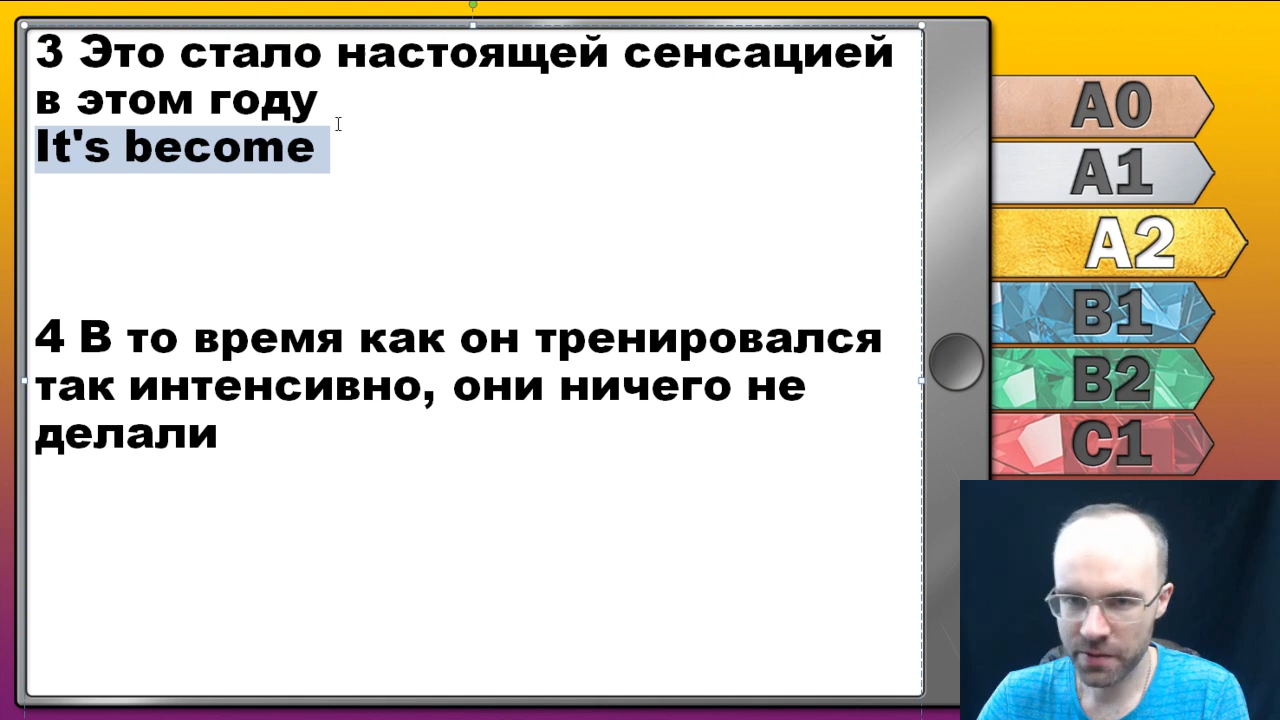 3 Это стало настоящей сенсацией
в этом году
It's become
4 В то время как он тренировался
так интенсивно, они ничего не
делали
A0
A1
A2
B1
B2
C1